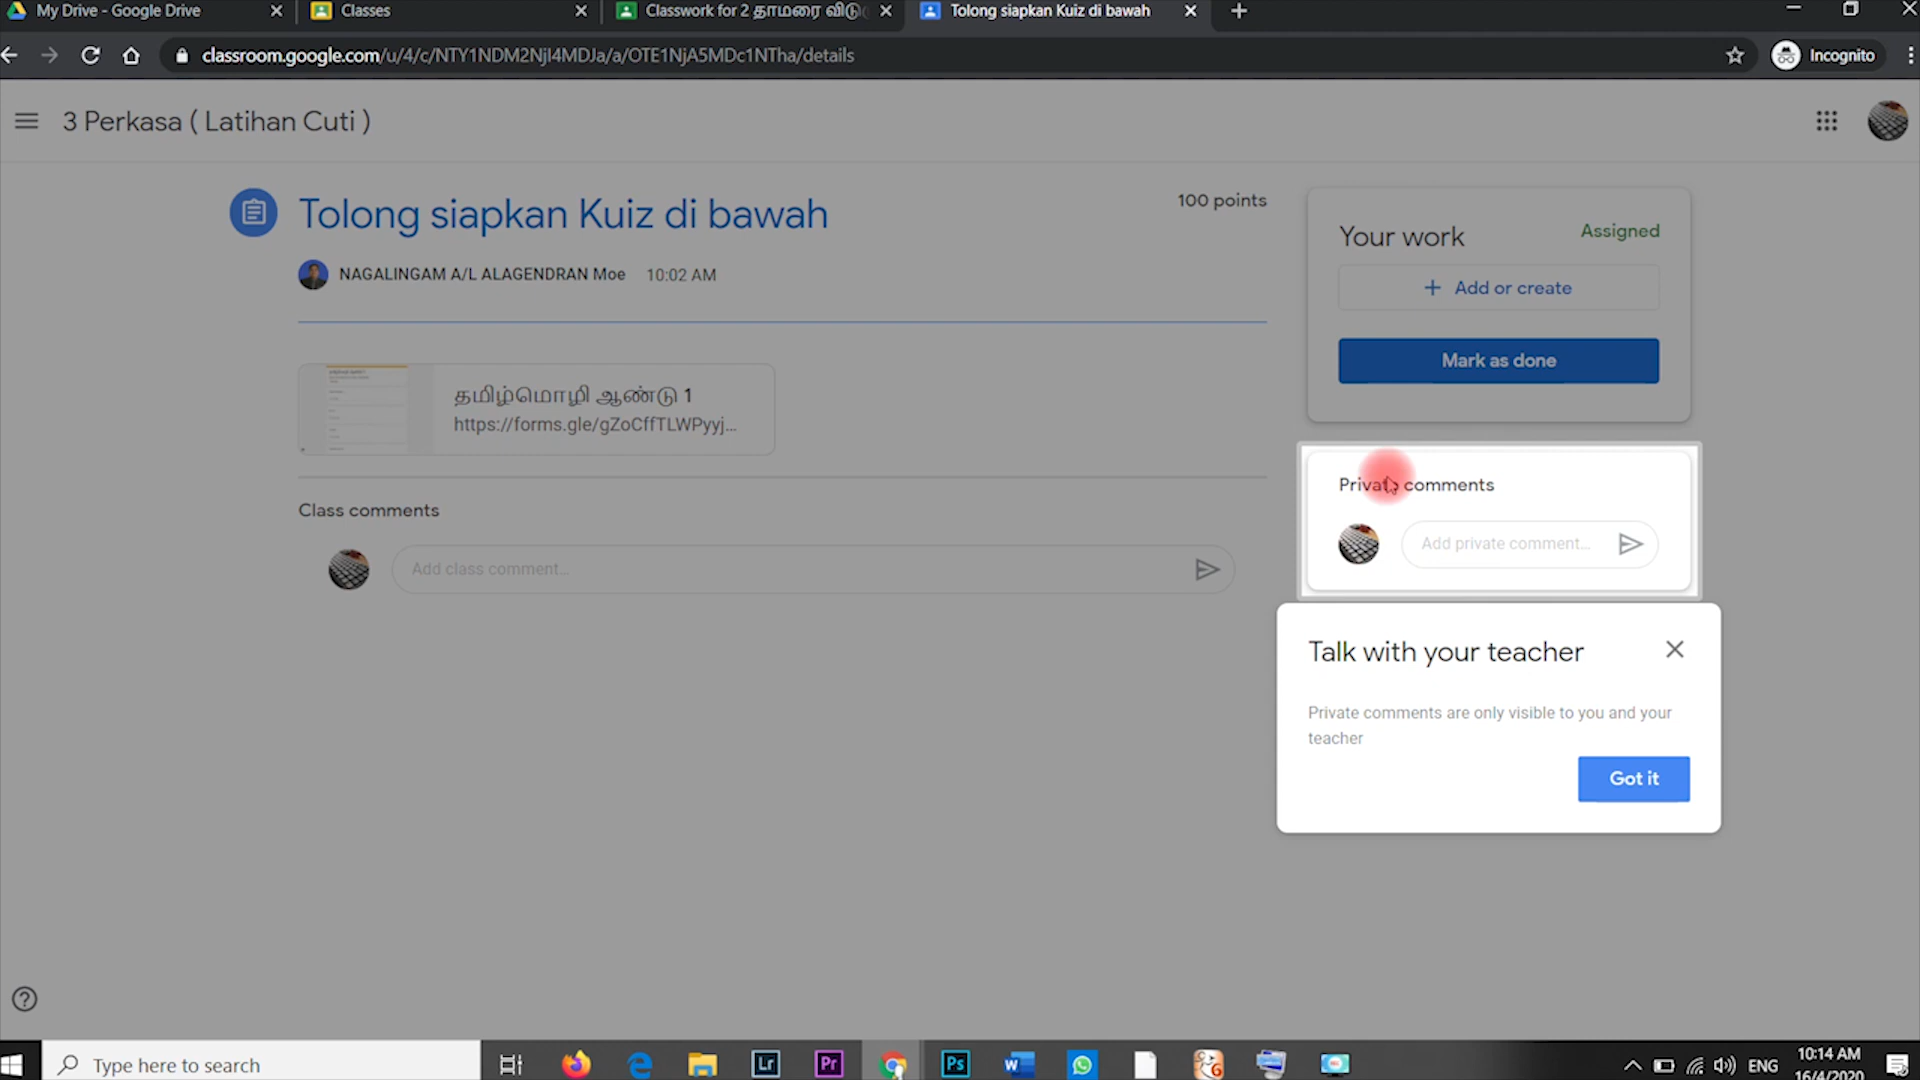 My Drive - Google Drive
Classes
Classwork for 2 தாமரை விடு
Tolong siapkan Kuiz di bawah
classroom.google.com/u/4/c/NTY1NDM2NjI4MDJa/a/OTE1NjA5MDc1NTha/details
Incognito
3 Perkasa ( Latihan Cuti )
Tolong siapkan Kuiz di bawah
100 points
NAGALINGAM A/L ALAGENDRAN Moe 10:02 AM
தமிழ்மொழி ஆண்டு 1
https://forms.gle/gZoCffTLWPyyj...
Class comments
Add class comment...
Your work
Assigned
+ Add or create
Mark as done
Private comments
Add private comment...
Talk with your teacher
Private comments are only visible to you and your
teacher
Got it
Type here to search
Lr
Pr
Ps
W
ENG
10:14 AM
16/4/2020